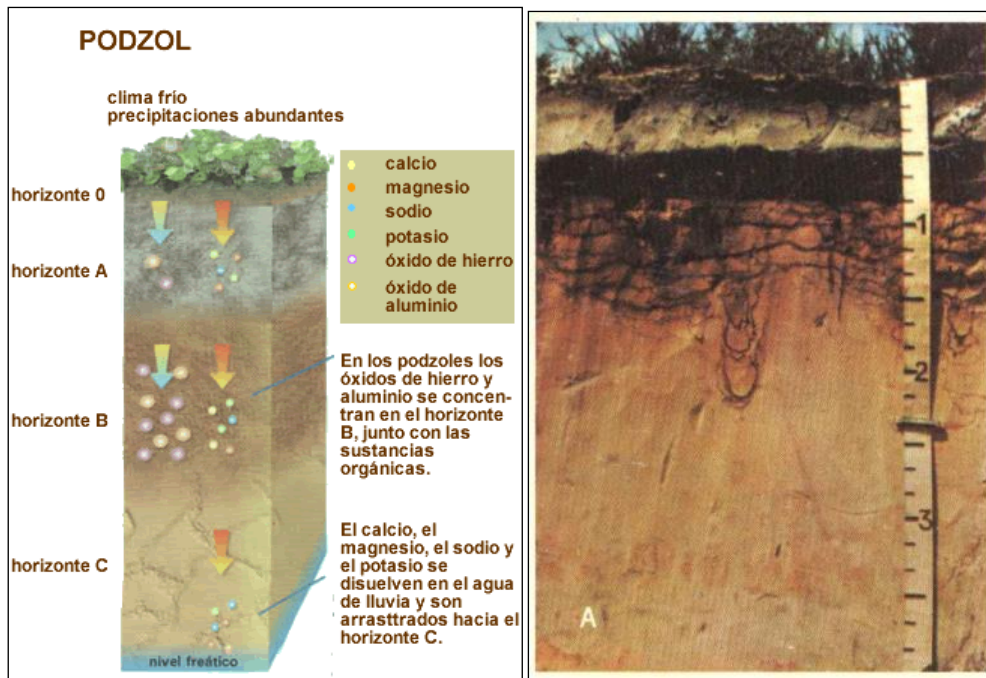 PODZOL
clima frío
precipitaciones abundantes
horizonte 0
horizonte A
horizonte B
horizonte C
calcio
magnesio
sodio
potasio
óxido de hierro
óxido de
aluminio
En los podzoles los
óxidos de hierro y
aluminio se concen-
tran en el horizonte
B, junto con las
sustancias
orgánicas.
El calcio, el
magnesio, el sodio y
el potasio se
disuelven en el agua
de lluvia y son
arrasttrados hacia el
horizonte C.
nivel freático
1
2
3
A